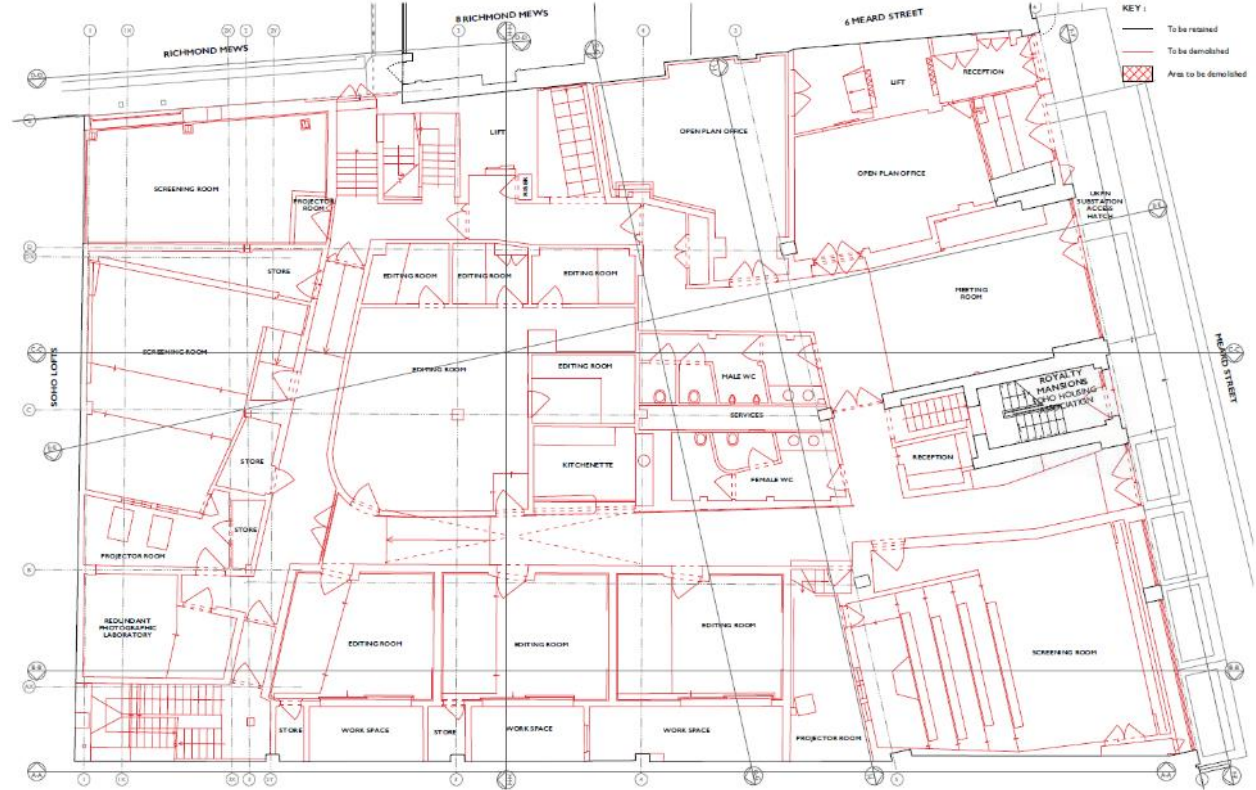 8 RICHMOND MEWS
6 MEARD STREET
KEY :
To be retained
To be demolished
Area to be demolished
RICHMOND MEWS
LIFT
RECEPTION
LIFT
OPEN PLAN OFFICE
OPEN PLAN OFFICE
SCREENING ROOM
RISER
PROJECTOR
ROOM
UKPN
SUBSTATION
ACCESS
HATCH
STORE
EDITING ROOM
EDITING ROOM
EDITING ROOM
MEETING
ROOM
SCREENING ROOM
SOHO LOFTS
EDITING ROOM
EDITING ROOM
MALE WC
MEARD STREET
ROYALTY
MANSIONS
SOHO HOUSING
ASSOCIATION
SERVICES
STORE
KITCHENETTE
FEMALE WC
RECEPTION
STORE
PROJECTOR ROOM
REDUNDANT
PHOTOGRAPHIC
LABORATORY
EDITING ROOM
EDITING ROOM
EDITING ROOM
SCREENING ROOM
STORE
WORK SPACE
STORE
WORK SPACE
WORK SPACE
PROJECTOR ROOM